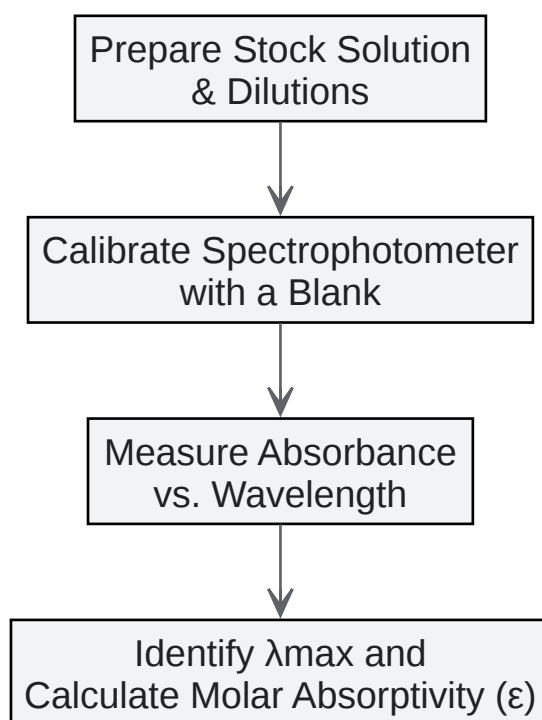 Prepare Stock Solution
& Dilutions
Calibrate Spectrophotometer
with a Blank
Measure Absorbance
vs. Wavelength
Identify λmax and
Calculate Molar Absorptivity (ε)